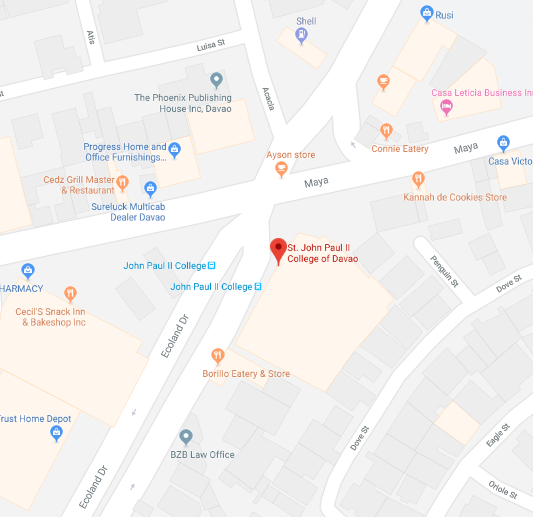 Rusi
Shell
Atis
Luisa St
St
The Phoenix Publishing
House Inc, Davao
Acacia
Casa Leticia Business Inn
Progress Home and
Office Furnishings...
Ayson store
Connie Eatery
Maya
Casa Victo
Cedz Grill Master
& Restaurant
Maya
Sureluck Multicab
Dealer Davao
Kannah de Cookies Store
St. John Paul II
College of Davao
John Paul II College
Penguin St
HARMACY
John Paul II College
Dove St
Cecil'S Snack Inn
& Bakeshop Inc
Ecoland Dr
Borillo Eatery & Store
Trust Home Depot
Dove St
Eagle St
BZB Law Office
Ecoland Dr
Oriole St